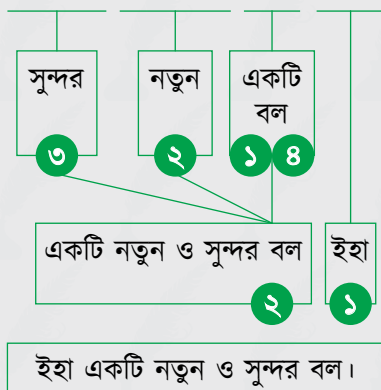 সুন্দর নতুন একটি
বল
৩ ২ ১ ৪
একটি নতুন ও সুন্দর বল ইহা
২ ১
ইহা একটি নতুন ও সুন্দর বল।